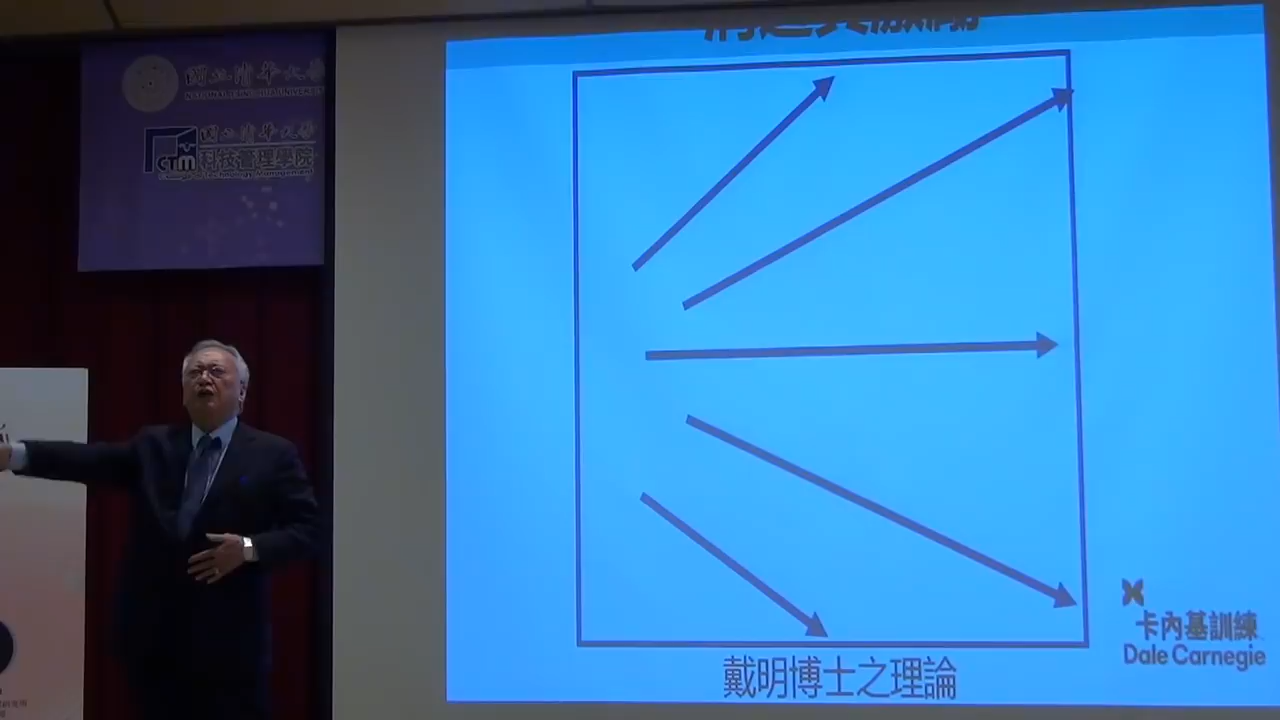 國立清華大學
NATIONAL TSING HUA UNIVERSITY
國立清華大學
CTM
科技管理學院
College of Technology Management
戴明博士之理論
卡內基訓練
Dale Carnegie